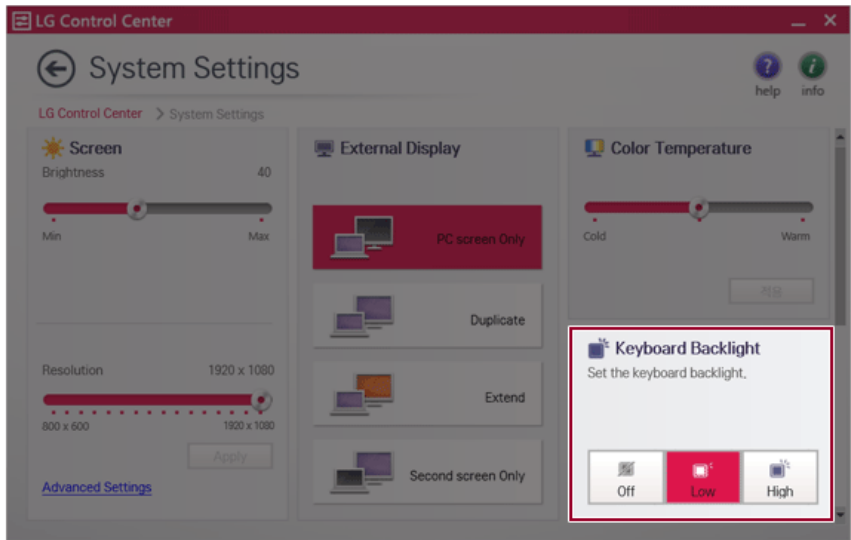 LG Control Center
System Settings
help
info
LG Control Center > System Settings
Screen
Brightness 40
Min Max
Resolution 1920 x 1080
800 x 600 1920 x 1080
Apply
Advanced Settings
External Display
PC screen Only
Duplicate
Extend
Second screen Only
Color Temperature
Cold Warm
적용
Keyboard Backlight
Set the keyboard backlight.
Off Low High